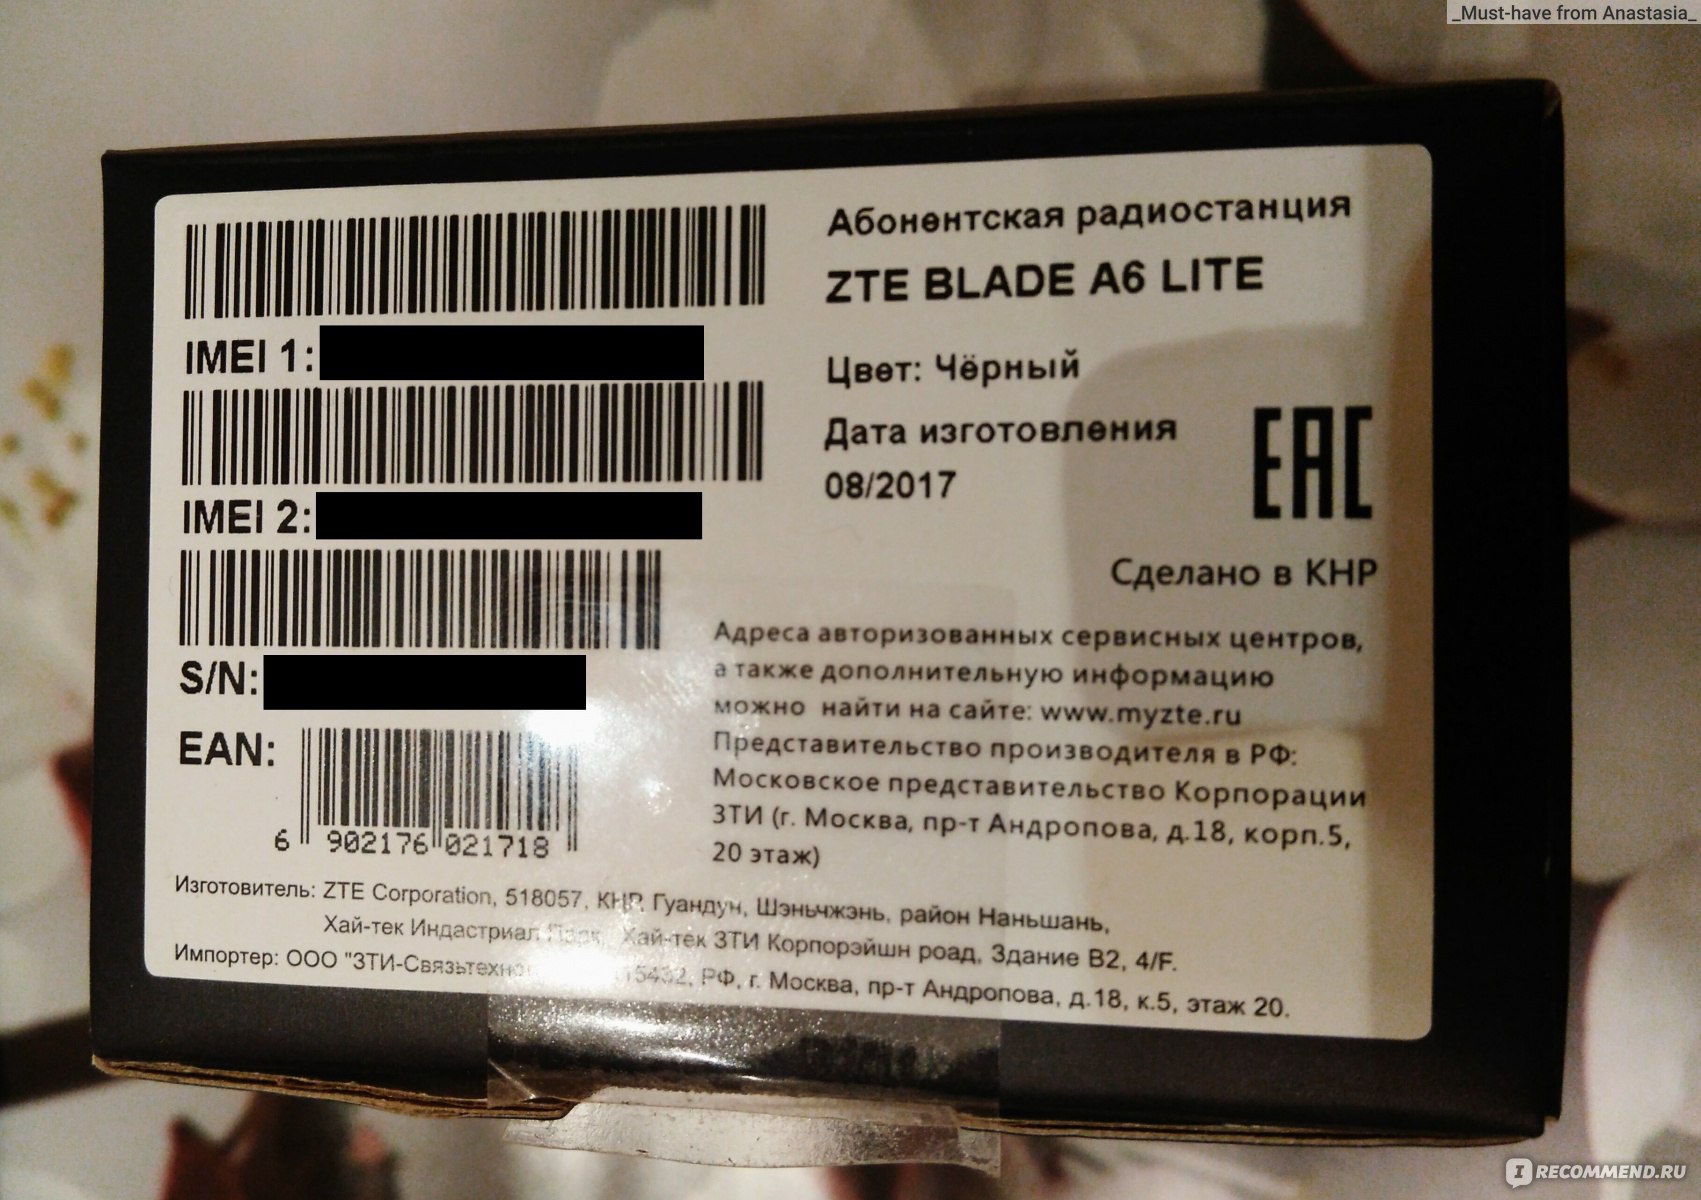 _Must-have from Anastasia_
Абонентская радиостанция
ZTE BLADE A6 LITE
IMEI 1:
Цвет: Чёрный
Дата изготовления
08/2017
EAC
IMEI 2:
Сделано в КНР
S/N:
EAN:
6 902176 021718
Адреса авторизованных сервисных центров,
а также дополнительную информацию
можно найти на сайте: www.myzte.ru
Представительство производителя в РФ:
Московское представительство Корпорации
ЗТИ (г. Москва, пр-т Андропова, д.18, корп.5,
20 этаж)
Изготовитель: ZTE Corporation, 518057, КНР, Гуандун, Шэньчжэнь, район Наньшань,
Хай-тек Индастриал Парк, Хай-тек ЗТИ Корпорэйшн роад, Здание B2, 4/F.
Импортер: ООО "ЗТИ-Связьтехно РФ, г. Москва, пр-т Андропова, д.18, к.5, этаж 20.
IRECOMMEND.RU